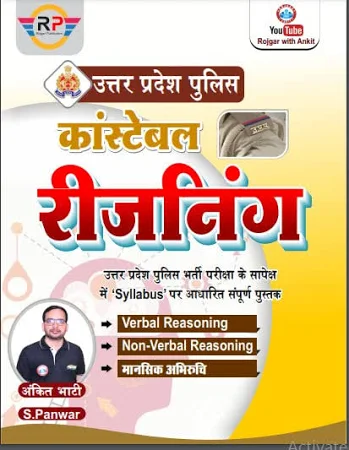 RP
YouTube
Rojgar with Ankit
उत्तर प्रदेश पुलिस
कांस्टेबल
रीजनिंग
उत्तर प्रदेश पुलिस भर्ती परीक्षा के सापेक्ष
में 'Syllabus' पर आधारित संपूर्ण पुस्तक
Verbal Reasoning
Non-Verbal Reasoning
मानसिक अभिरुचि
अंकित भाटी
S.Panwar
Activate